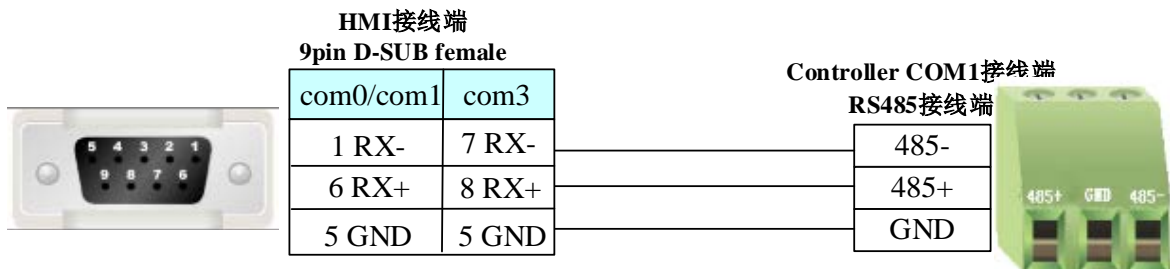 HMI接线端
9pin D-SUB female
com0/com1 com3
1 RX- 7 RX-
6 RX+ 8 RX+
5 GND 5 GND
Controller COM1接线端
RS485接线端
485-
485+
GND
5 4 3 2 1
9 8 7 6
485+ GND 485-